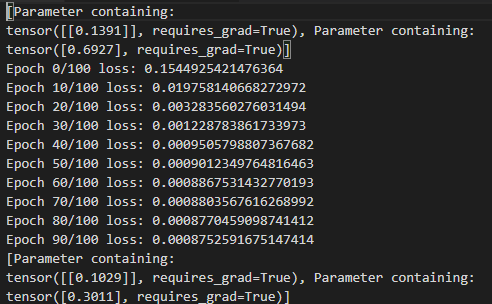 [Parameter containing:
tensor([[0.1391]], requires_grad=True), Parameter containing:
tensor([0.6927], requires_grad=True)]
Epoch 0/100 loss: 0.1544925421476364
Epoch 10/100 loss: 0.019758140668272972
Epoch 20/100 loss: 0.003283560276031494
Epoch 30/100 loss: 0.001228783861733973
Epoch 40/100 loss: 0.0009505798807367682
Epoch 50/100 loss: 0.0009012349764816463
Epoch 60/100 loss: 0.0008867531432770193
Epoch 70/100 loss: 0.0008803567616268992
Epoch 80/100 loss: 0.0008770459098741412
Epoch 90/100 loss: 0.0008752591675147414
[Parameter containing:
tensor([[0.1029]], requires_grad=True), Parameter containing:
tensor([0.3011], requires_grad=True)]